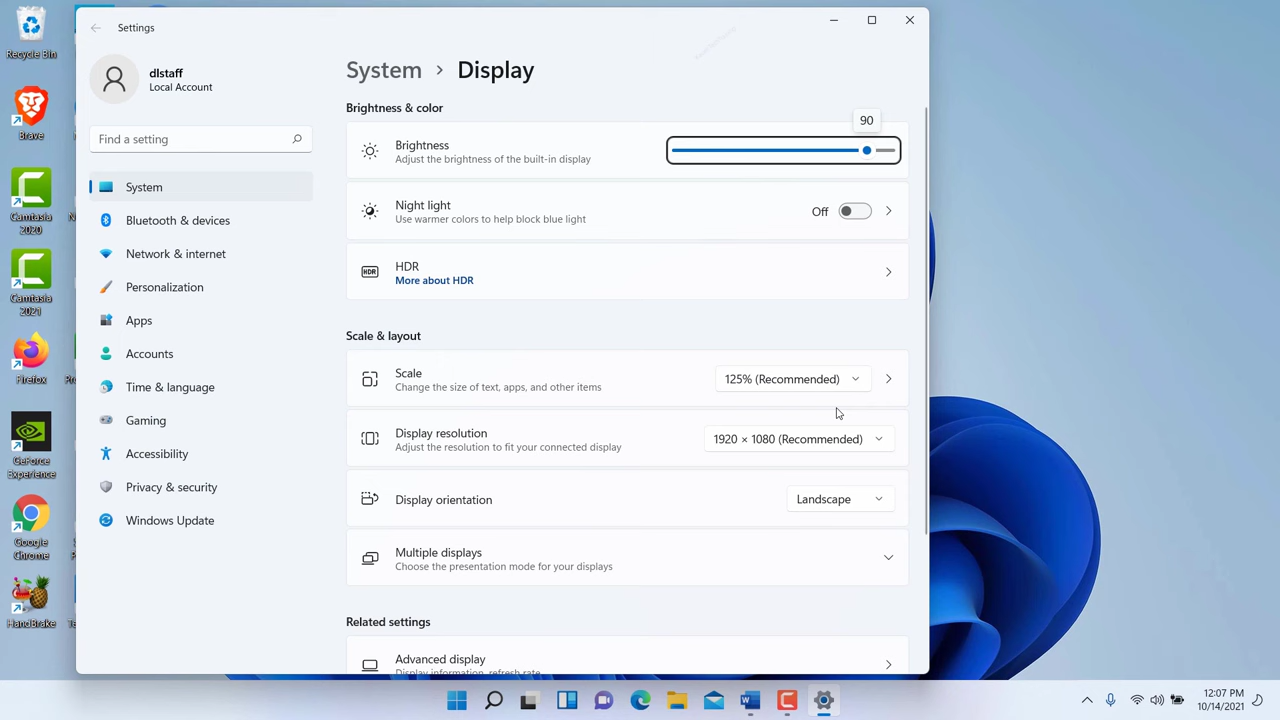 Settings
dlstaff
Local Account
Find a setting
System
Bluetooth & devices
Network & internet
Personalization
Apps
Accounts
Time & language
Gaming
Accessibility
Privacy & security
Windows Update
System > Display
Brightness & color
90
Brightness
Adjust the brightness of the built-in display
Night light
Use warmer colors to help block blue light
Off
HDR
HDR
More about HDR
Scale & layout
Scale
Change the size of text, apps, and other items
125% (Recommended)
Display resolution
Adjust the resolution to fit your connected display
1920 × 1080 (Recommended)
Display orientation
Landscape
Multiple displays
Choose the presentation mode for your displays
Related settings
Advanced display
Display information, refresh rate
Recycle Bin
Brave
Camtasia
2020
Camtasia
2021
Firefox
GeForce
Experience
Google
Chrome
HandBrake
12:07 PM
10/14/2021